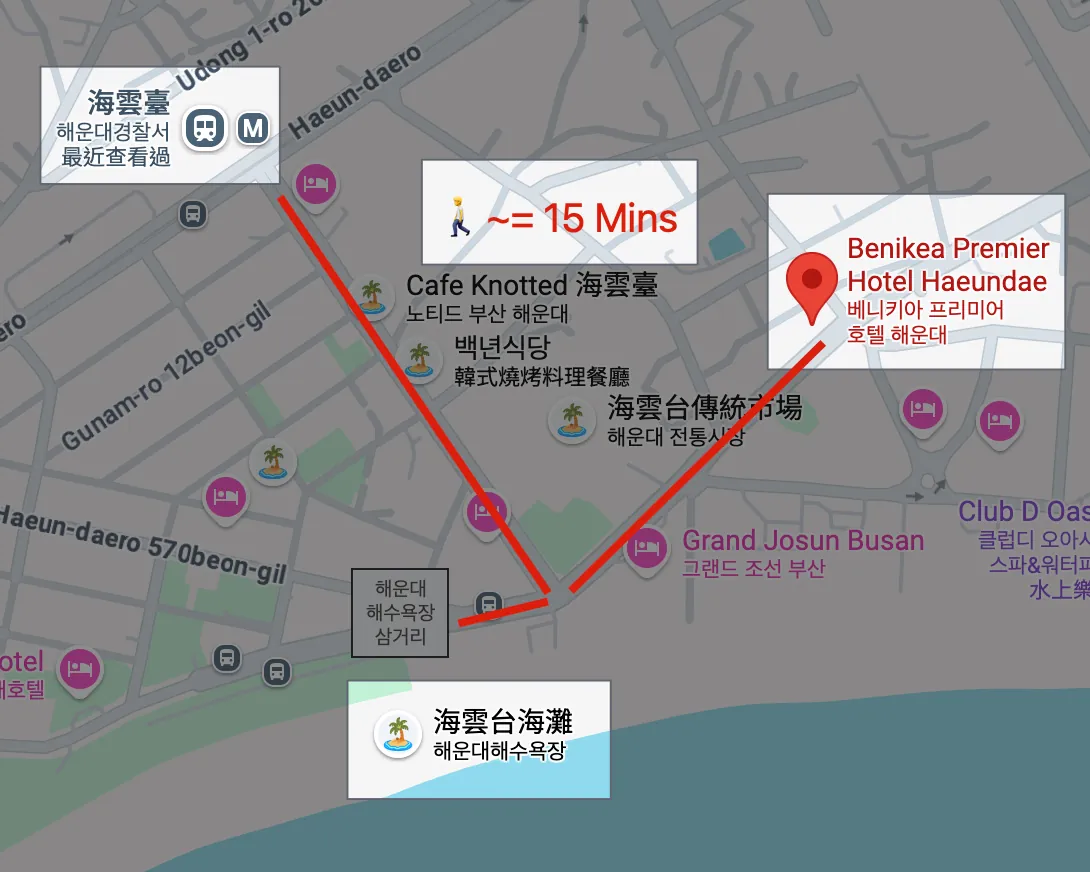 Udong 1-ro 20
海雲臺
해운대경찰서
最近查看過
M
Haeun-daero
~= 15 Mins
Benikea Premier
Hotel Haeundae
베니키아 프리미어
호텔 해운대
Cafe Knotted 海雲臺
노티드 부산 해운대
백년식당
韓式燒烤料理餐廳
海雲台傳統市場
해운대 전통시장
Gunam-ro 12beon-gil
ero
Haeun-daero 570beon-gil
Grand Josun Busan
그랜드 조선 부산
Club D Oas
클럽디 오아시
스파&워터파
水上樂
해운대
해수욕장
삼거리
otel
해호텔
海雲台海灘
해운대해수욕장